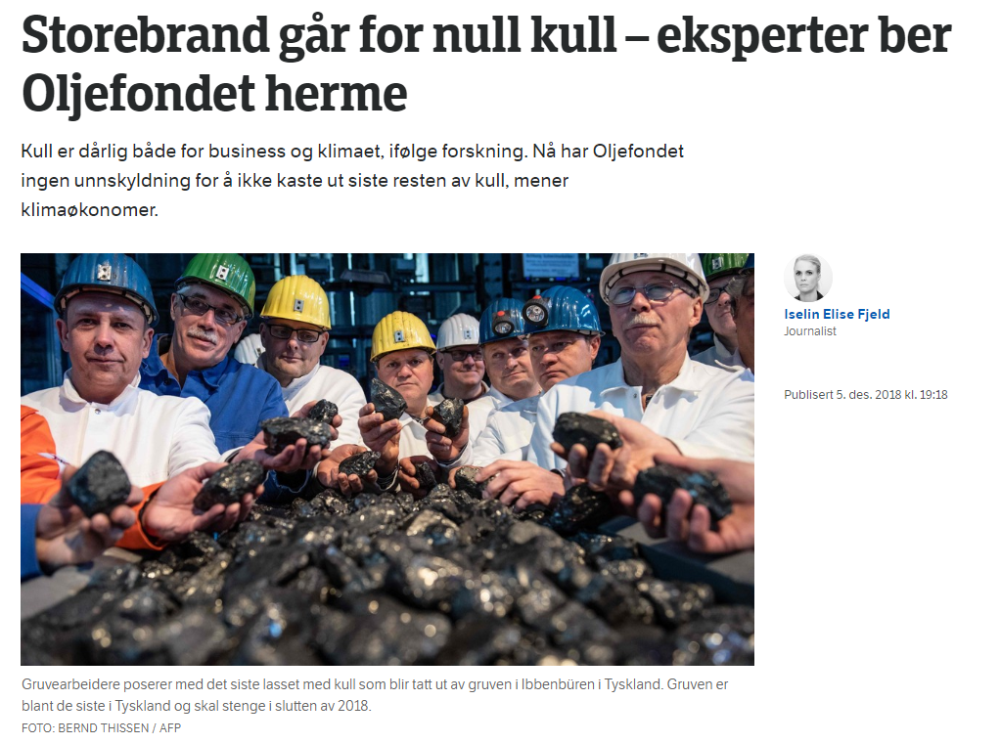 Storebrand går for null kull – eksperter ber
Oljefondet herme
Kull er dårlig både for business og klimaet, ifølge forskning. Nå har Oljefondet
ingen unnskyldning for å ikke kaste ut siste resten av kull, mener
klimaøkonomer.
Iselin Elise Fjeld
Journalist
Publisert 5. des. 2018 kl. 19:18
Gruvearbeidere poserer med det siste lasset med kull som blir tatt ut av gruven i Ibbenbüren i Tyskland. Gruven er
blant de siste i Tyskland og skal stenge i slutten av 2018.
FOTO: BERND THISSEN / AFP